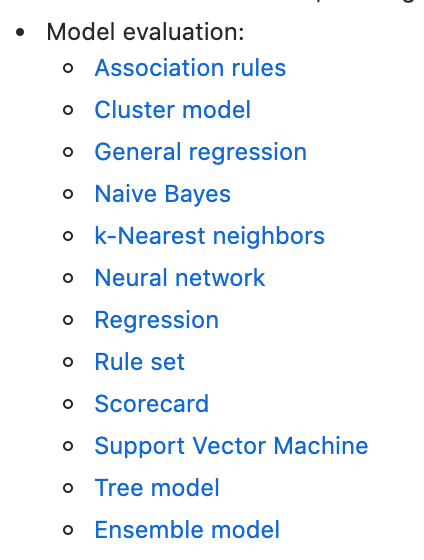 Model evaluation:
Association rules
Cluster model
General regression
Naive Bayes
k-Nearest neighbors
Neural network
Regression
Rule set
Scorecard
Support Vector Machine
Tree model
Ensemble model